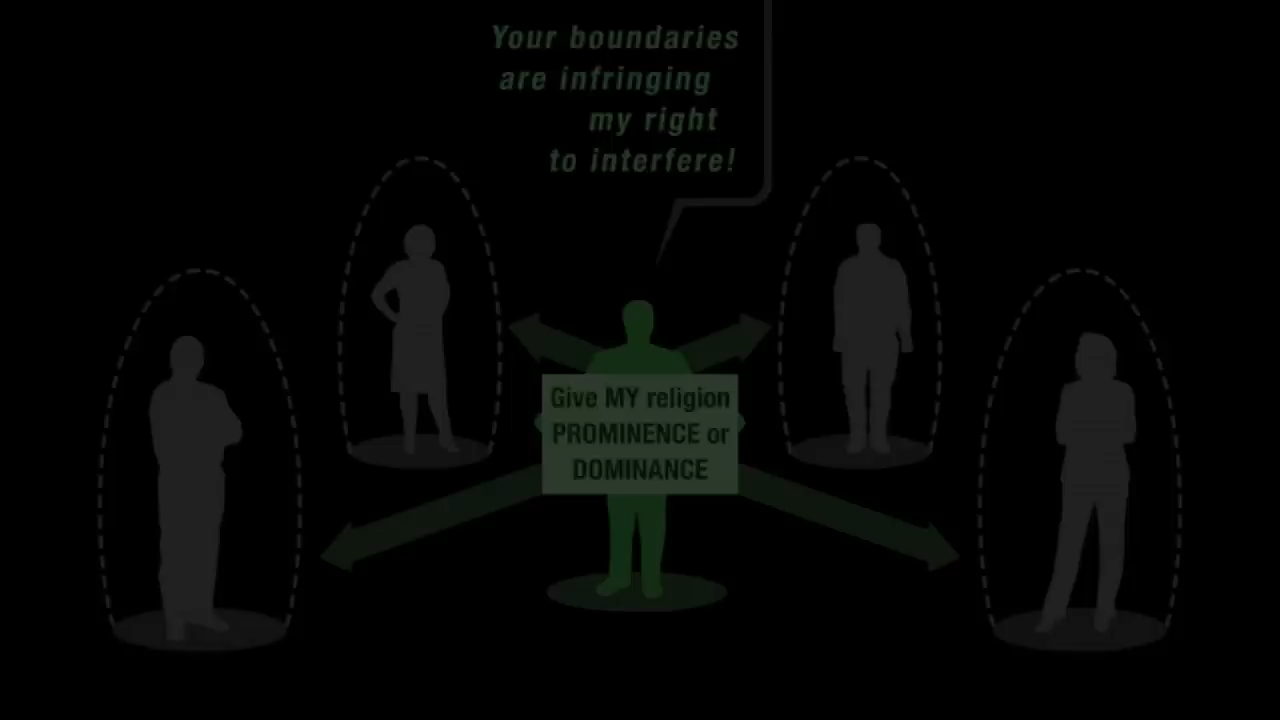 Your boundaries
are infringing
my right
to interfere!
Give MY religion
PROMINENCE or
DOMINANCE